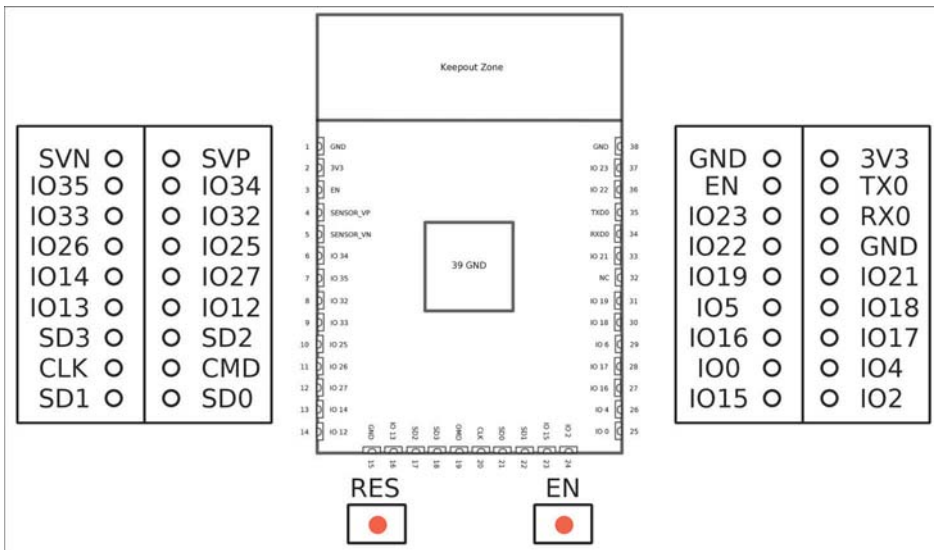 Keepout Zone
SVN SVP
IO35 IO34
IO33 IO32
IO26 IO25
IO14 IO27
IO13 IO12
SD3 SD2
CLK CMD
SD1 SD0
1 GND
2 3V3
3 EN
4 SENSOR_VP
5 SENSOR_VN
6 IO 34
7 IO 35
8 IO 32
9 IO 33
10 IO 25
11 IO 26
12 IO 27
13 IO 14
14 IO 12
39 GND
GND 38
IO 23 37
IO 22 36
TXD0 35
RXD0 34
IO 21 33
NC 32
IO 19 31
IO 18 30
IO 6 29
IO 17 28
IO 16 27
IO 4 26
IO 0 25
GND IO 13 SD2 SD3 CMD CLK SD0 SD1 IO 15 IO 2
15 16 17 18 19 20 21 22 23 24
GND 3V3
EN TX0
IO23 RX0
IO22 GND
IO19 IO21
IO5 IO18
IO16 IO17
IO0 IO4
IO15 IO2
RES EN